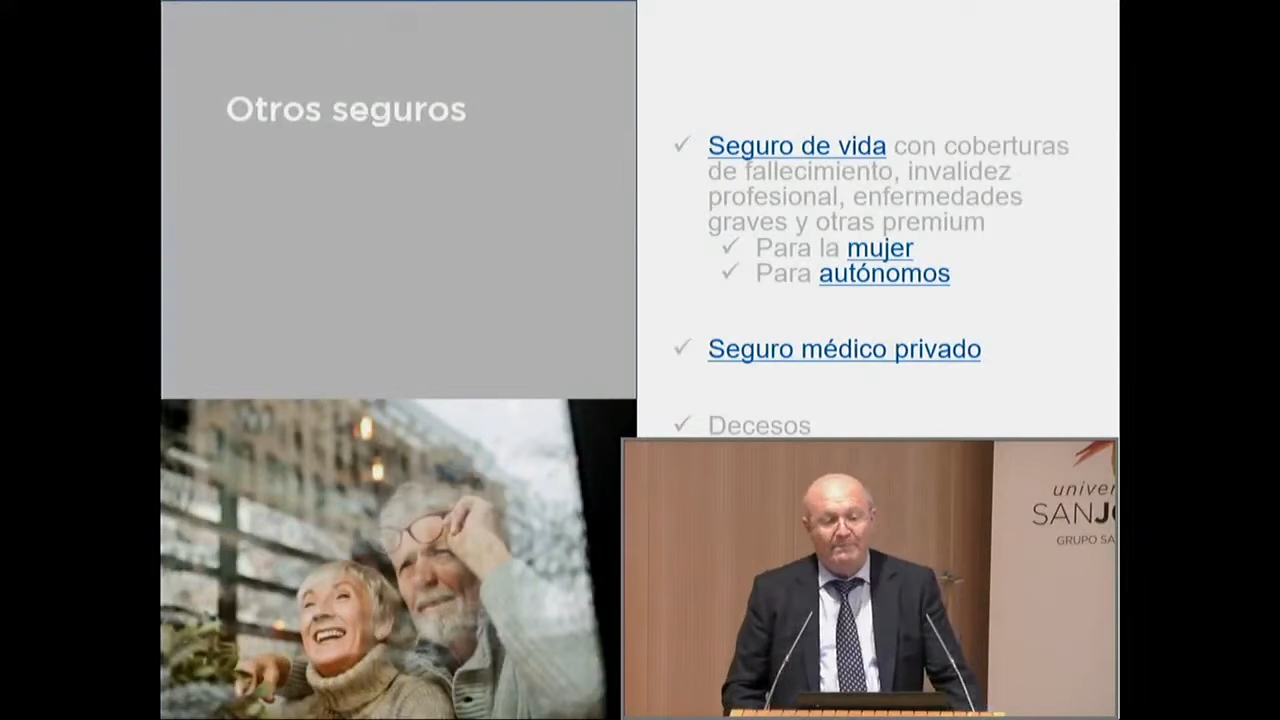 Otros seguros
✓ Seguro de vida con coberturas
de fallecimiento, invalidez
profesional, enfermedades
graves y otras premium
✓ Para la mujer
✓ Para autónomos
✓ Seguro médico privado
✓ Decesos
univer
SANJO
GRUPO SA